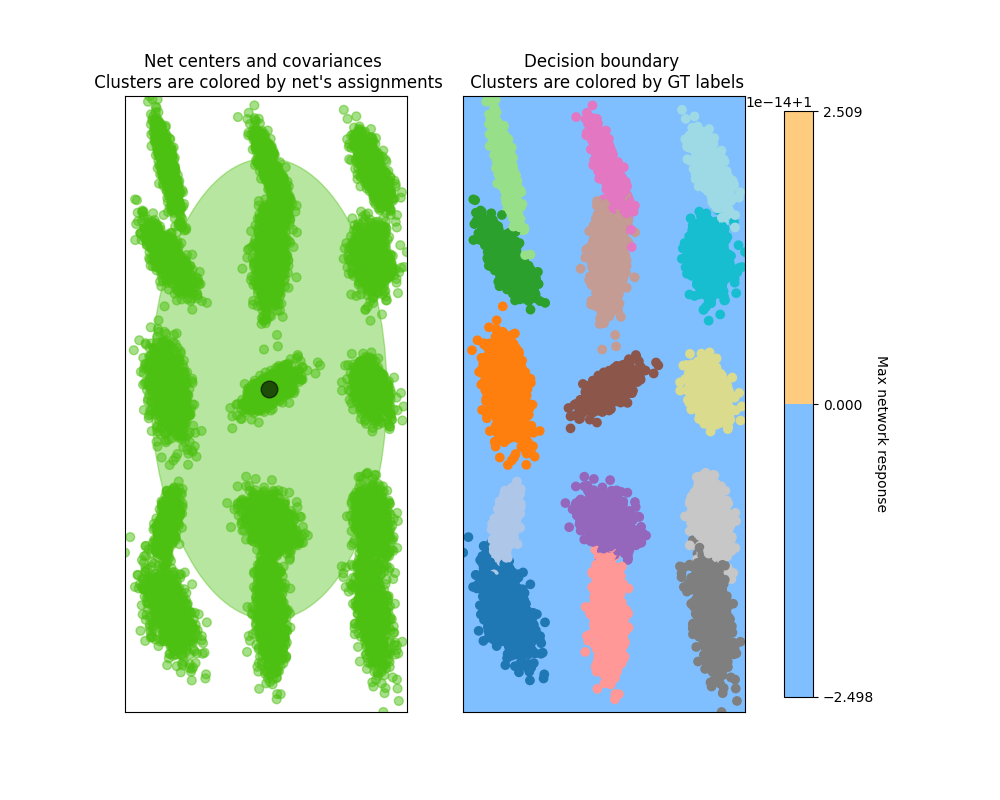 Net centers and covariances
Clusters are colored by net's assignments
Decision boundary
Clusters are colored by GT labels
1e−14+1
2.509
0.000
−2.498
Max network response